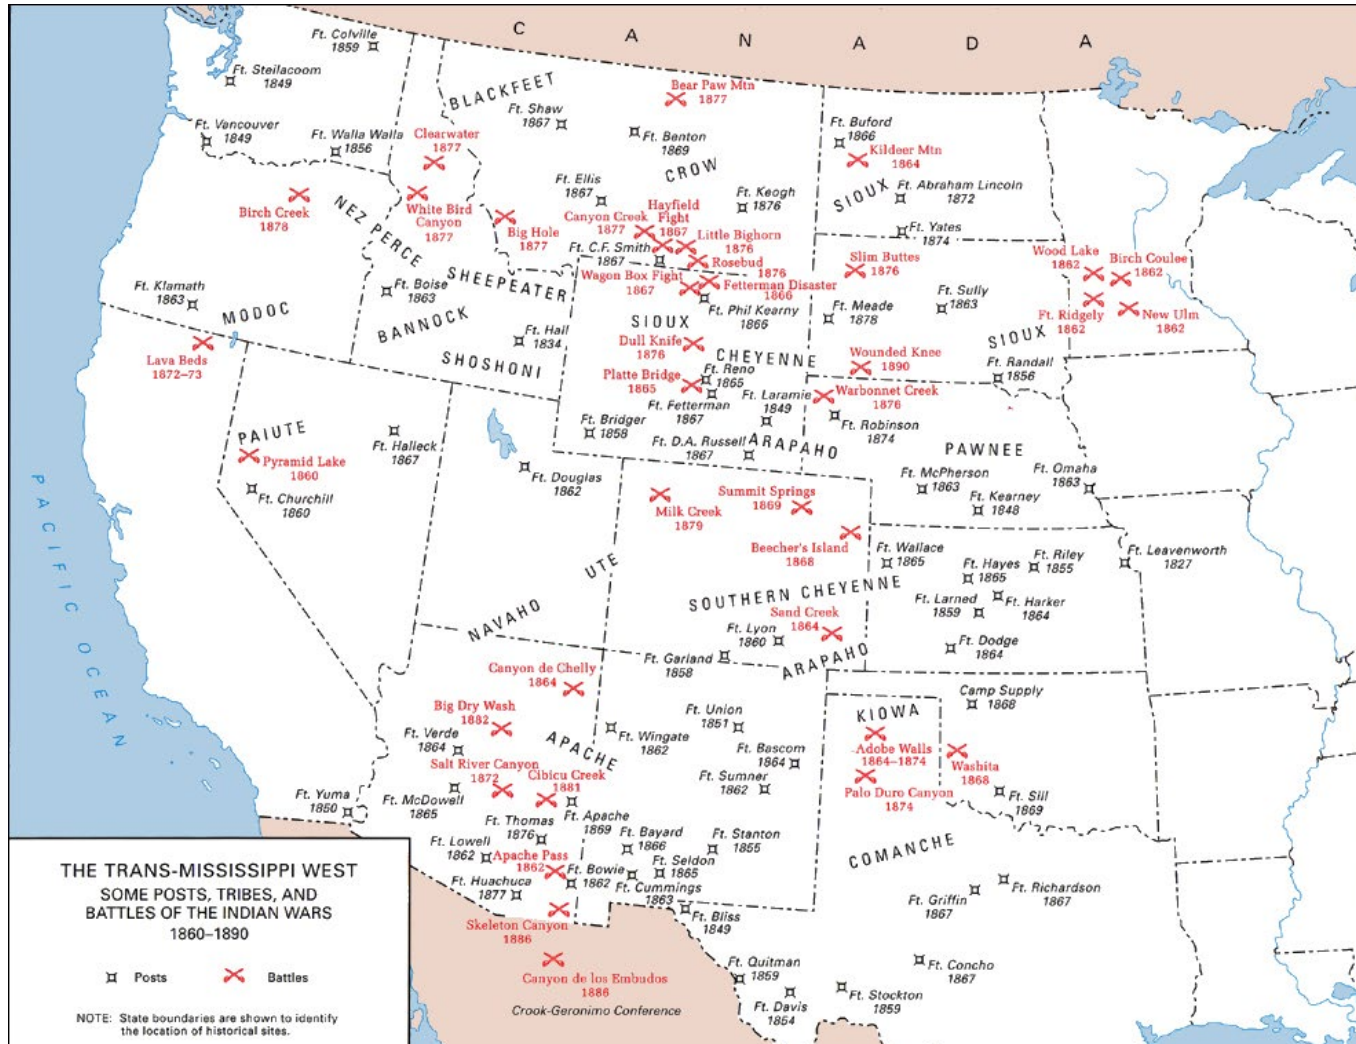 C A N A D A
Ft. Colville
1859
Ft. Steilacoom
1849
Ft. Vancouver
1849
Ft. Walla Walla
1856
BLACKFEET
Ft. Shaw
1867
Bear Paw Mtn
1877
Ft. Benton
1869
Clearwater
1877
CROW
Ft. Buford
1866
Kildeer Mtn
1864
SIOUX
Ft. Abraham Lincoln
1872
Ft. Yates
1874
Birch Creek
1878
NEZ PERCE
White Bird
Canyon
1877
Big Hole
1877
Ft. Ellis
1867
Ft. Keogh
1876
Hayfield
Fight
1867
Canyon Creek
1877
Little Bighorn
1876
Ft. C.F. Smith
1867
Rosebud
1876
Wagon Box Fight
1867
Fetterman Disaster
1866
Ft. Phil Kearny
1866
Slim Buttes
1876
Wood Lake
1862
Birch Coulee
1862
Ft. Ridgely
1862
New Ulm
1862
Ft. Klamath
1863
MODOC
Ft. Boise
1863
SHEEPEATER
BANNOCK
Ft. Hall
1834
SHOSHONI
Lava Beds
1872–73
SIOUX
Dull Knife
1876
CHEYENNE
Ft. Meade
1878
Ft. Sully
1863
SIOUX
Wounded Knee
1890
Ft. Randall
1856
Platte Bridge
1865
Ft. Reno
1865
Ft. Fetterman
1867
Ft. Laramie
1849
Warbonnet Creek
1876
Ft. Robinson
1874
Ft. Bridger
1858
Ft. D.A. Russell
1867
ARAPAHO
PAWNEE
Ft. McPherson
1863
Ft. Omaha
1863
Ft. Kearney
1848
PAIUTE
Pyramid Lake
1860
Ft. Churchill
1860
Ft. Halleck
1867
Ft. Douglas
1862
Milk Creek
1879
Summit Springs
1869
Beecher's Island
1868
Ft. Wallace
1865
Ft. Hayes
1865
Ft. Riley
1855
Ft. Leavenworth
1827
Ft. Larned
1859
Ft. Harker
1864
Ft. Dodge
1864
UTE
NAVAHO
SOUTHERN CHEYENNE
Sand Creek
1864
Ft. Lyon
1860
ARAPAHO
Ft. Garland
1858
PACIFIC OCEAN
Canyon de Chelly
1864
Big Dry Wash
1882
Ft. Verde
1864
APACHE
Ft. Wingate
1862
Ft. Union
1851
Ft. Bascom
1864
Ft. Sumner
1862
KIOWA
Adobe Walls
1864–1874
Palo Duro Canyon
1874
Camp Supply
1868
Washita
1868
Ft. Sill
1869
Salt River Canyon
1872
Cibicu Creek
1881
Ft. McDowell
1865
Ft. Yuma
1850
Ft. Thomas
1876
Ft. Apache
1869
Ft. Lowell
1862
Apache Pass
1862
Ft. Bowie
1862
Ft. Huachuca
1877
Ft. Bayard
1866
Ft. Stanton
1855
Ft. Seldon
1865
Ft. Cummings
1863
Ft. Bliss
1849
COMANCHE
Ft. Griffin
1867
Ft. Richardson
1867
Skeleton Canyon
1886
Canyon de los Embudos
1886
Crook-Geronimo Conference
Ft. Quitman
1859
Ft. Davis
1854
Ft. Stockton
1859
Ft. Concho
1867
THE TRANS-MISSISSIPPI WEST
SOME POSTS, TRIBES, AND
BATTLES OF THE INDIAN WARS
1860–1890
Posts
Battles
NOTE: State boundaries are shown to identify
the location of historical sites.